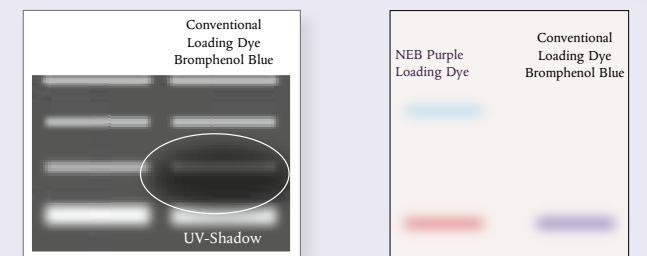 Conventional
Loading Dye
Bromphenol Blue
UV-Shadow
NEB Purple
Loading Dye
Conventional
Loading Dye
Bromphenol Blue